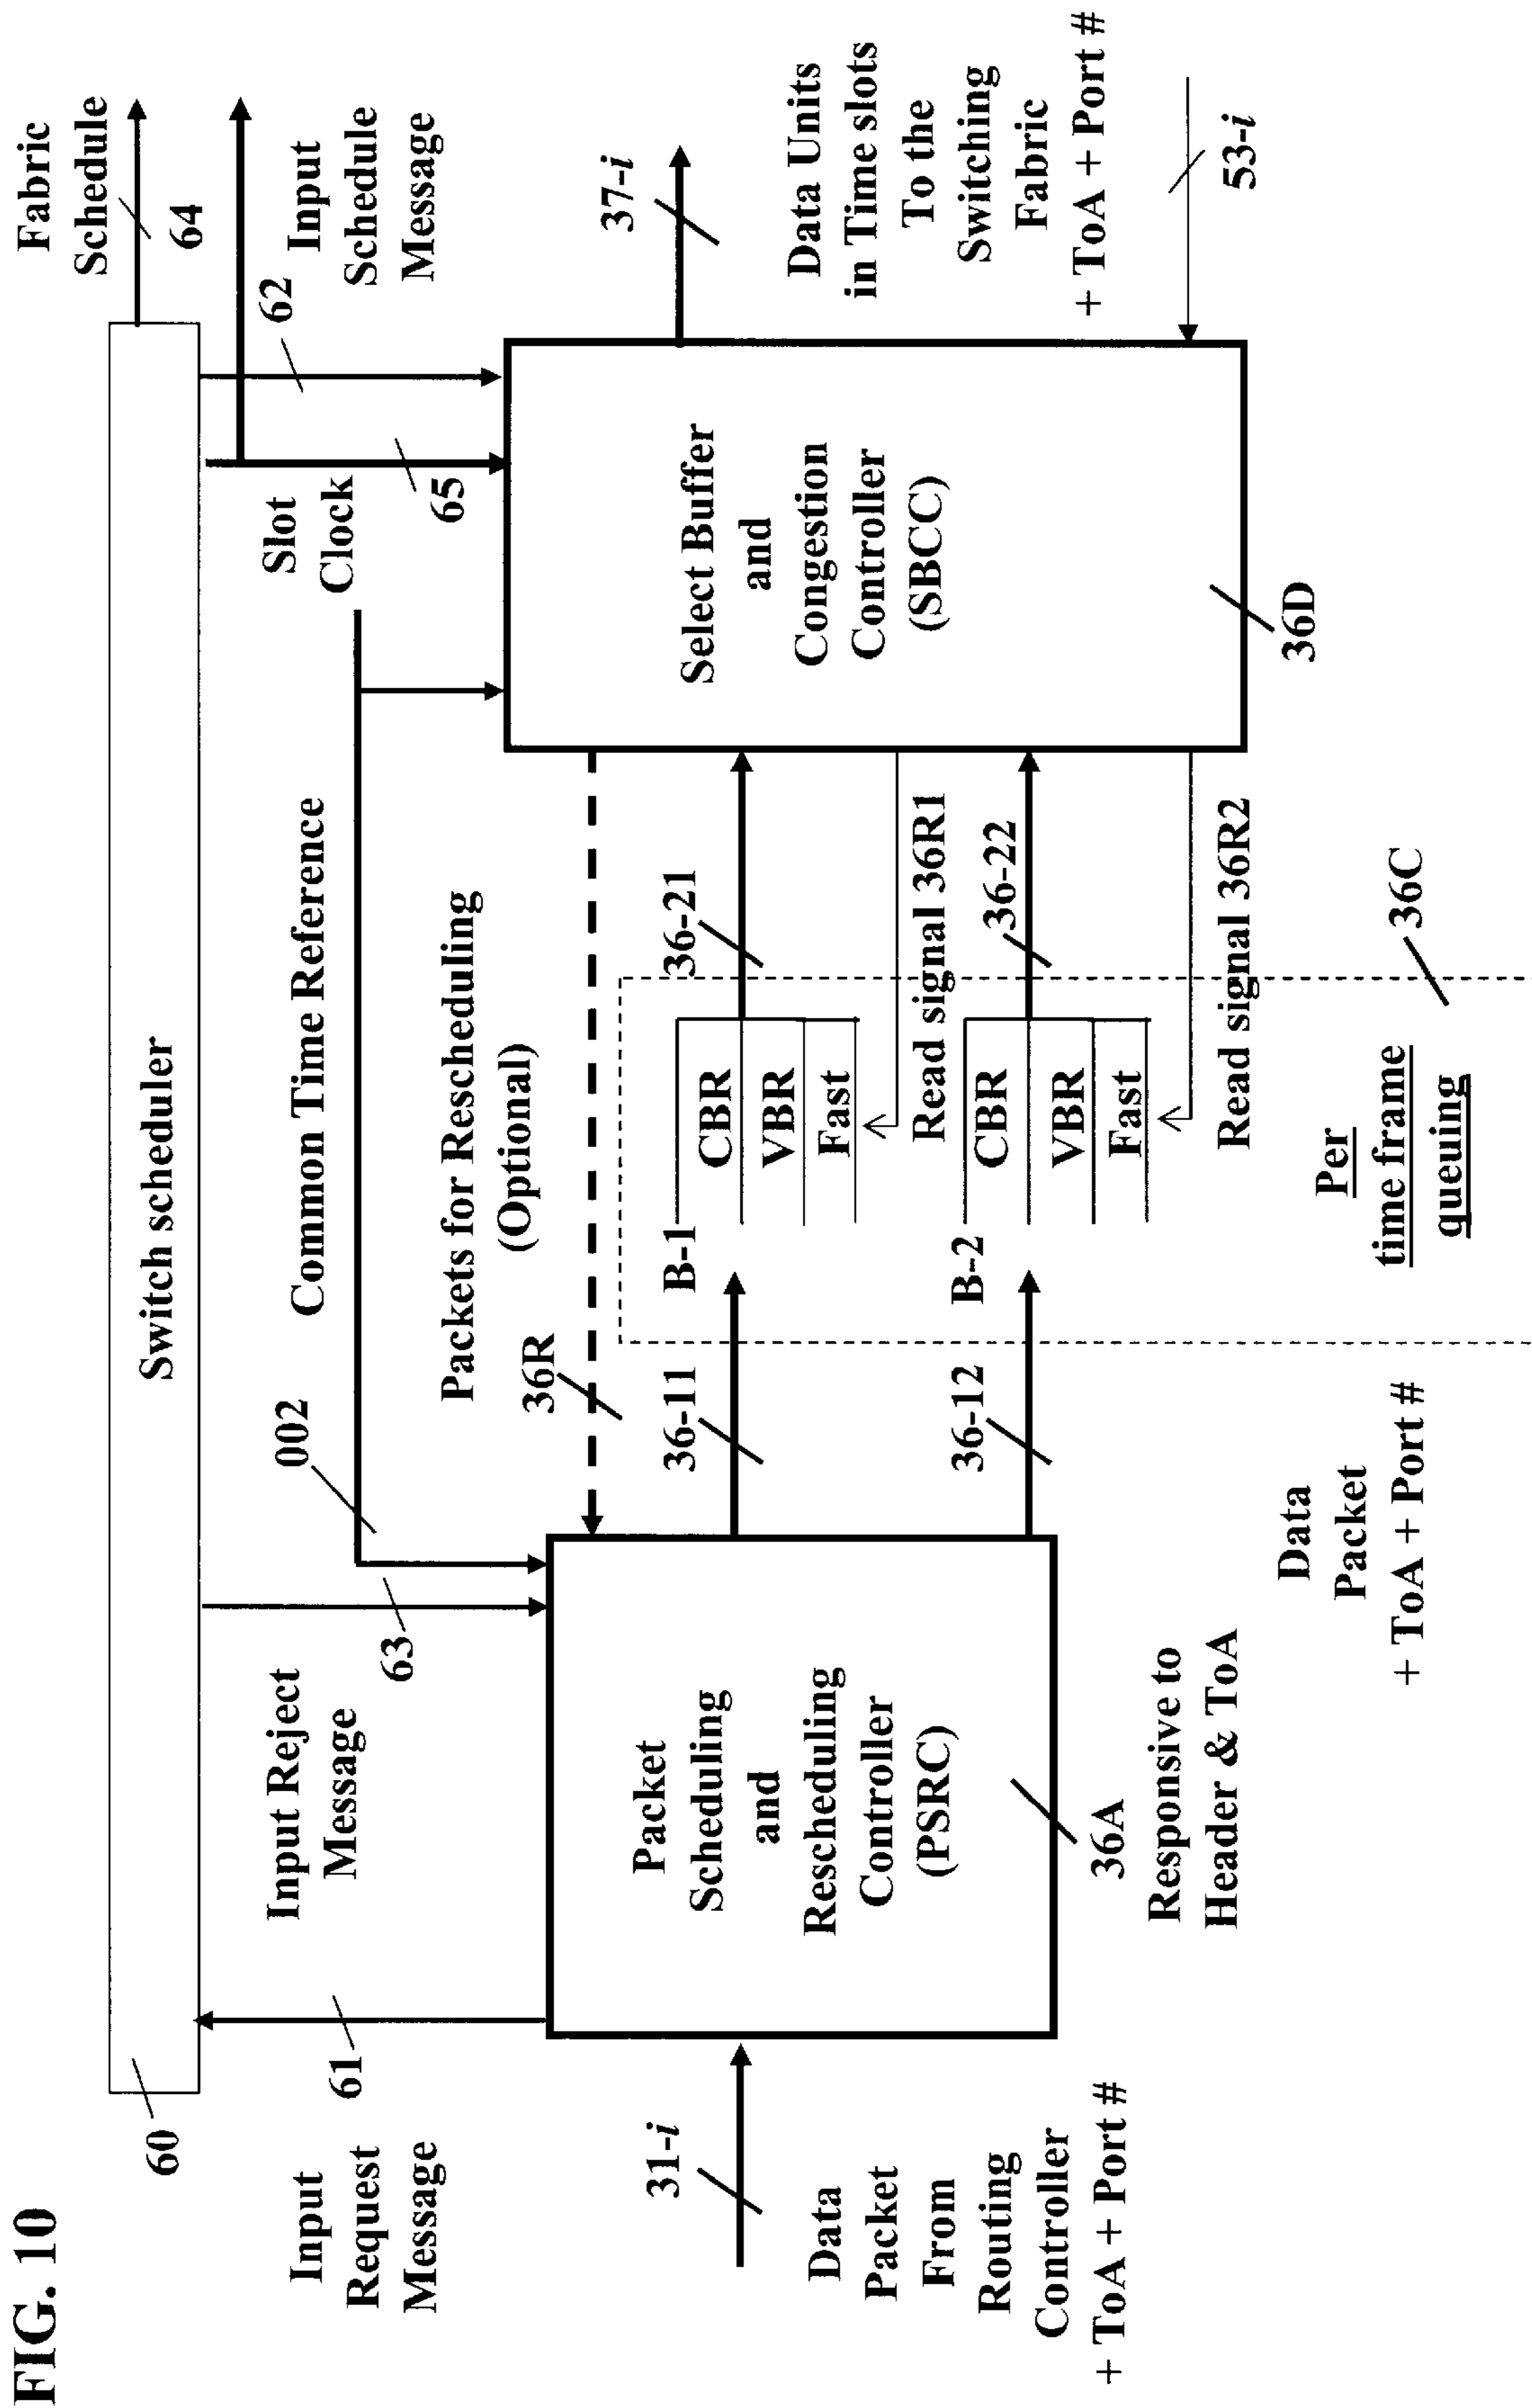 FIG. 10
60
Switch scheduler
Fabric
Schedule
64
Input
Request
Message
61
Input Reject
Message
63
002
Common Time Reference
Slot
Clock
65
62
Input
Schedule
Message
Packets for Rescheduling
(Optional)
36R
31-i
Data
Packet
From
Routing
Controller
+ ToA + Port #
Packet
Scheduling
and
Rescheduling
Controller
(PSRC)
36A
Responsive to
Header & ToA
36-11
36-12
Data
Packet
+ ToA + Port #
B-1
CBR
VBR
Fast
B-2
CBR
VBR
Fast
Per
time frame
queuing
36C
36-21
Read signal 36R1
36-22
Read signal 36R2
Select Buffer
and
Congestion
Controller
(SBCC)
36D
37-i
Data Units
in Time slots
To the
Switching
Fabric
+ ToA + Port #
53-i